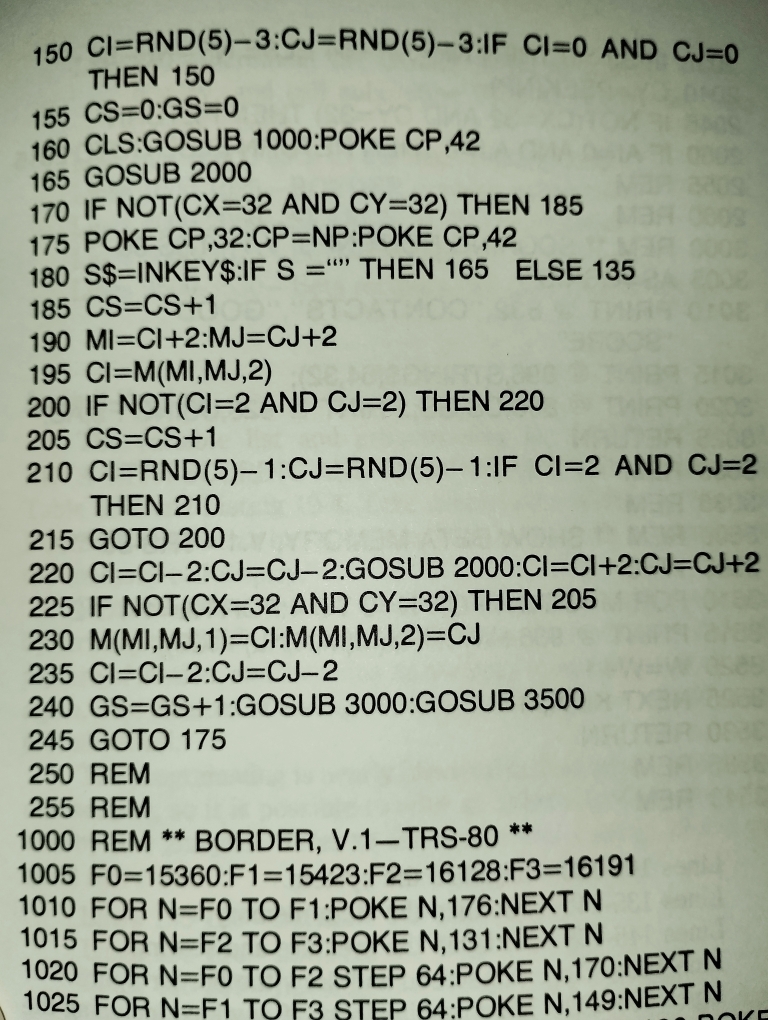 150 CI=RND(5)−3:CJ=RND(5)−3:IF CI=0 AND CJ=0
THEN 150
155 CS=0:GS=0
160 CLS:GOSUB 1000:POKE CP,42
165 GOSUB 2000
170 IF NOT(CX=32 AND CY=32) THEN 185
175 POKE CP,32:CP=NP:POKE CP,42
180 S$=INKEY$:IF S =“” THEN 165 ELSE 135
185 CS=CS+1
190 MI=CI+2:MJ=CJ+2
195 CI=M(MI,MJ,2)
200 IF NOT(CI=2 AND CJ=2) THEN 220
205 CS=CS+1
210 CI=RND(5)−1:CJ=RND(5)−1:IF CI=2 AND CJ=2
THEN 210
215 GOTO 200
220 CI=CI−2:CJ=CJ−2:GOSUB 2000:CI=CI+2:CJ=CJ+2
225 IF NOT(CX=32 AND CY=32) THEN 205
230 M(MI,MJ,1)=CI:M(MI,MJ,2)=CJ
235 CI=CI−2:CJ=CJ−2
240 GS=GS+1:GOSUB 3000:GOSUB 3500
245 GOTO 175
250 REM
255 REM
1000 REM ** BORDER, V.1—TRS-80 **
1005 F0=15360:F1=15423:F2=16128:F3=16191
1010 FOR N=F0 TO F1:POKE N,176:NEXT N
1015 FOR N=F2 TO F3:POKE N,131:NEXT N
1020 FOR N=F0 TO F2 STEP 64:POKE N,170:NEXT N
1025 FOR N=F1 TO F3 STEP 64:POKE N,149:NEXT N